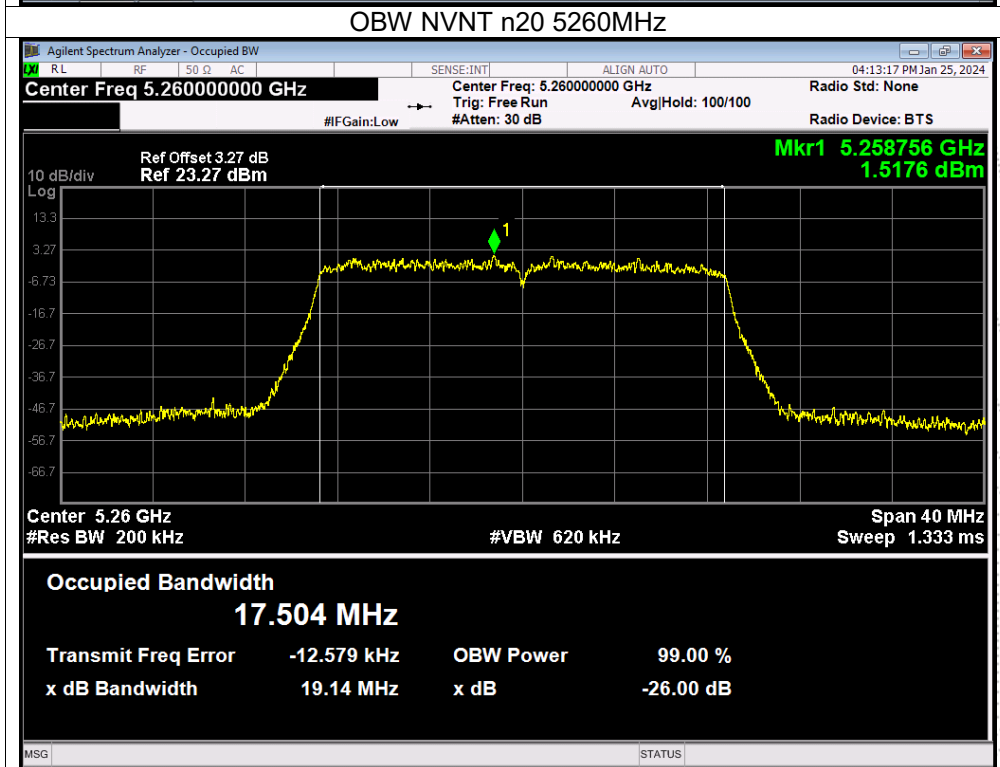 OBW NVNT n20 5260MHz
Agilent Spectrum Analyzer - Occupied BW
LXI RL RF 50 Ω AC SENSE:INT ALIGN AUTO 04:13:17 PM Jan 25, 2024
Center Freq 5.260000000 GHz Center Freq: 5.260000000 GHz Radio Std: None
Trig: Free Run Avg|Hold: 100/100
#IFGain:Low #Atten: 30 dB Radio Device: BTS
Mkr1 5.258756 GHz
1.5176 dBm
Ref Offset 3.27 dB
10 dB/div Ref 23.27 dBm
Log
13.3
1
3.27
-6.73
-16.7
-26.7
-36.7
-46.7
-56.7
-66.7
Center 5.26 GHz Span 40 MHz
#Res BW 200 kHz #VBW 620 kHz Sweep 1.333 ms
Occupied Bandwidth
17.504 MHz
Transmit Freq Error -12.579 kHz OBW Power 99.00 %
x dB Bandwidth 19.14 MHz x dB -26.00 dB
MSG STATUS